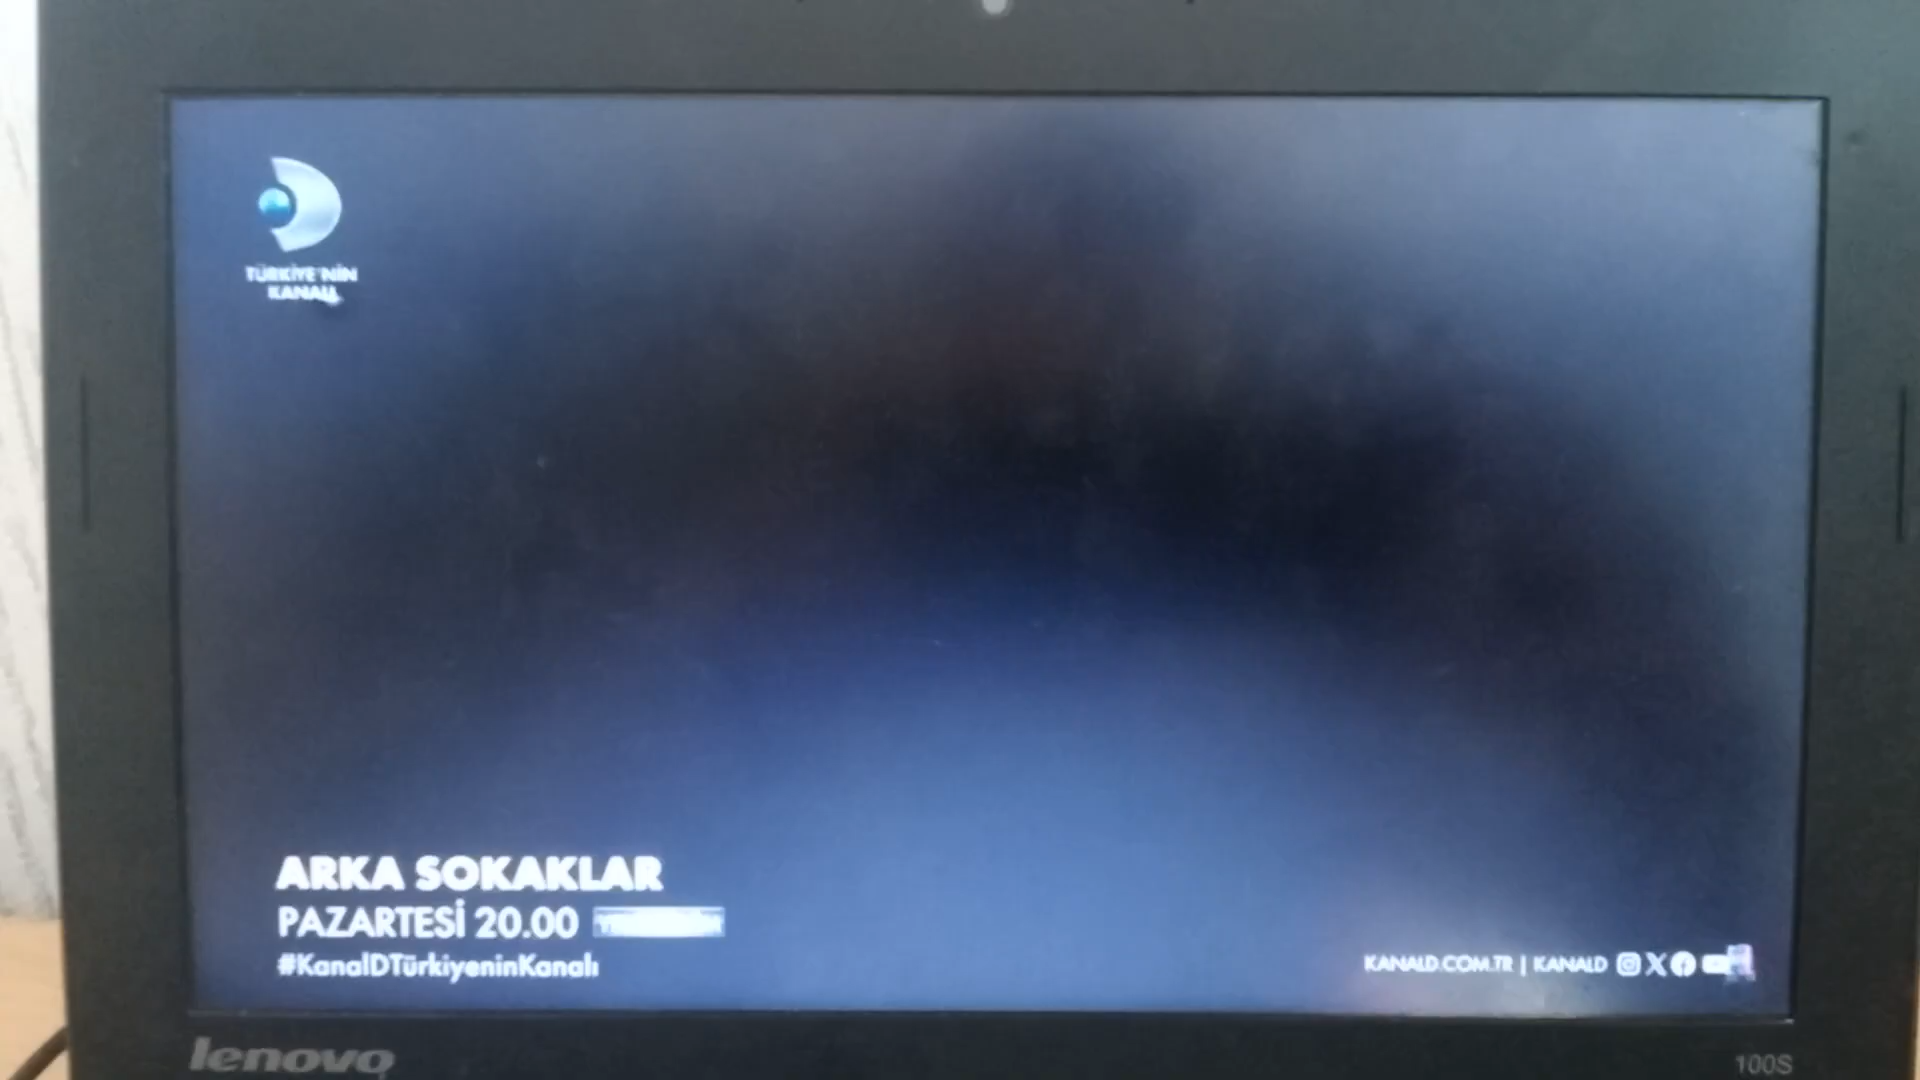 TÜRKİYE'NİN
KANALI
ARKA SOKAKLAR
PAZARTESİ 20.00
#KanalDTürkiyeninKanalı
KANALD.COM.TR | KANALD
lenovo
100S